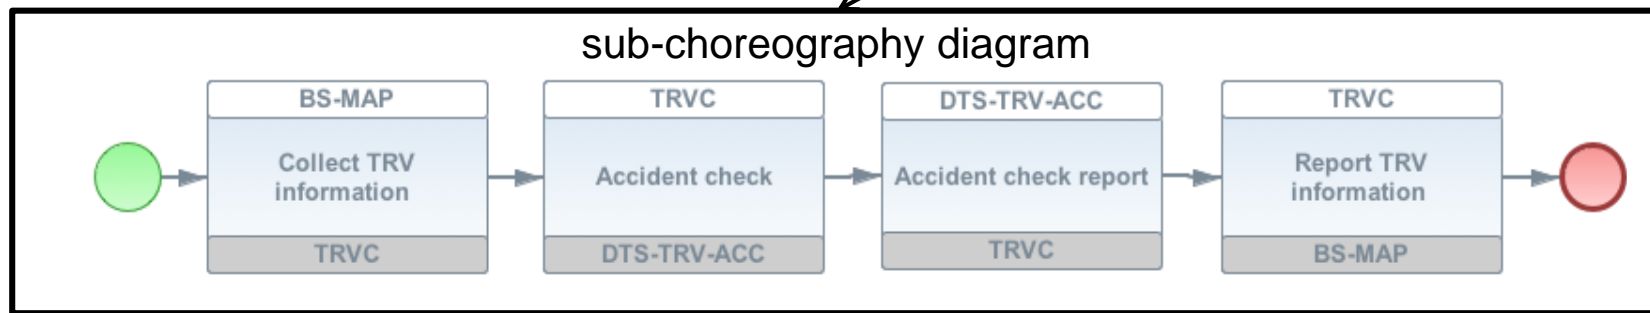 sub-choreography diagram
BS-MAP
Collect TRV
information
TRVC
TRVC
Accident check
DTS-TRV-ACC
DTS-TRV-ACC
Accident check report
TRVC
TRVC
Report TRV
information
BS-MAP